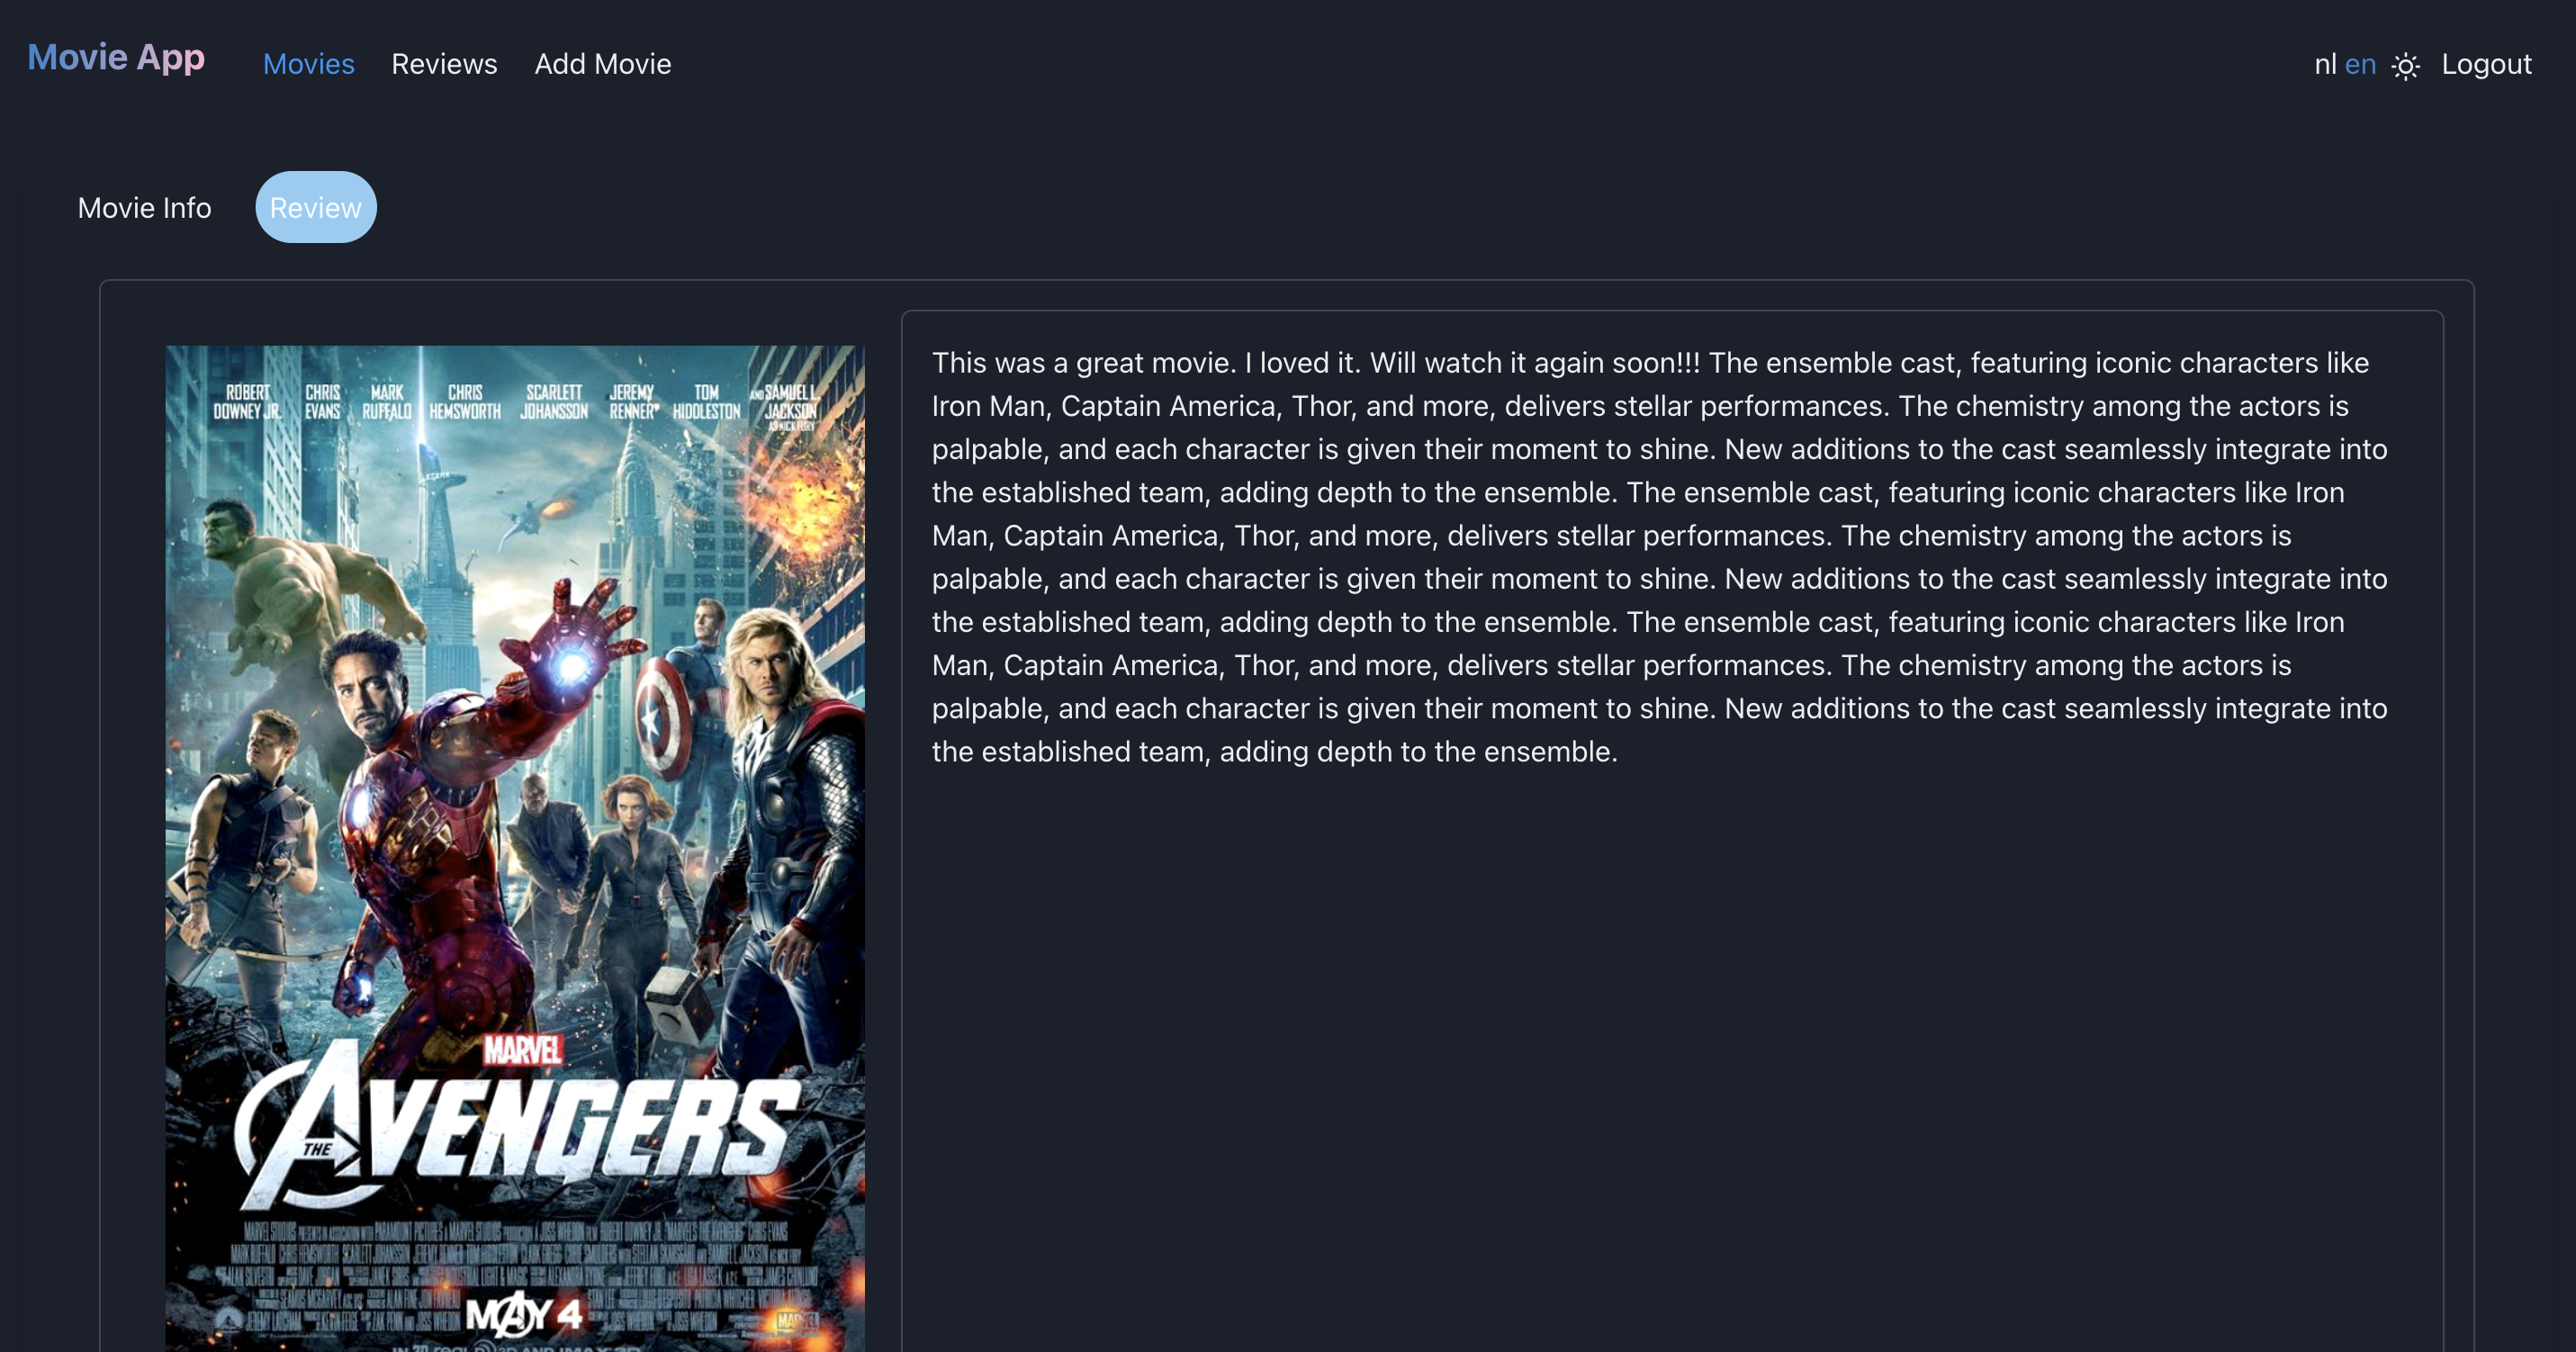 Movie App
Movies
Reviews
Add Movie
nl en
Logout
Movie Info
Review
ROBERT DOWNEY JR.
CHRIS EVANS
MARK RUFFALO
CHRIS HEMSWORTH
SCARLETT JOHANSSON
JEREMY RENNER
TOM HIDDLESTON
AND SAMUEL L. JACKSON
AS NICK FURY
STARK
MARVEL
THE AVENGERS
MAY 4
MARVEL
This was a great movie. I loved it. Will watch it again soon!!! The ensemble cast, featuring iconic characters like
Iron Man, Captain America, Thor, and more, delivers stellar performances. The chemistry among the actors is
palpable, and each character is given their moment to shine. New additions to the cast seamlessly integrate into
the established team, adding depth to the ensemble. The ensemble cast, featuring iconic characters like Iron
Man, Captain America, Thor, and more, delivers stellar performances. The chemistry among the actors is
palpable, and each character is given their moment to shine. New additions to the cast seamlessly integrate into
the established team, adding depth to the ensemble. The ensemble cast, featuring iconic characters like Iron
Man, Captain America, Thor, and more, delivers stellar performances. The chemistry among the actors is
palpable, and each character is given their moment to shine. New additions to the cast seamlessly integrate into
the established team, adding depth to the ensemble.